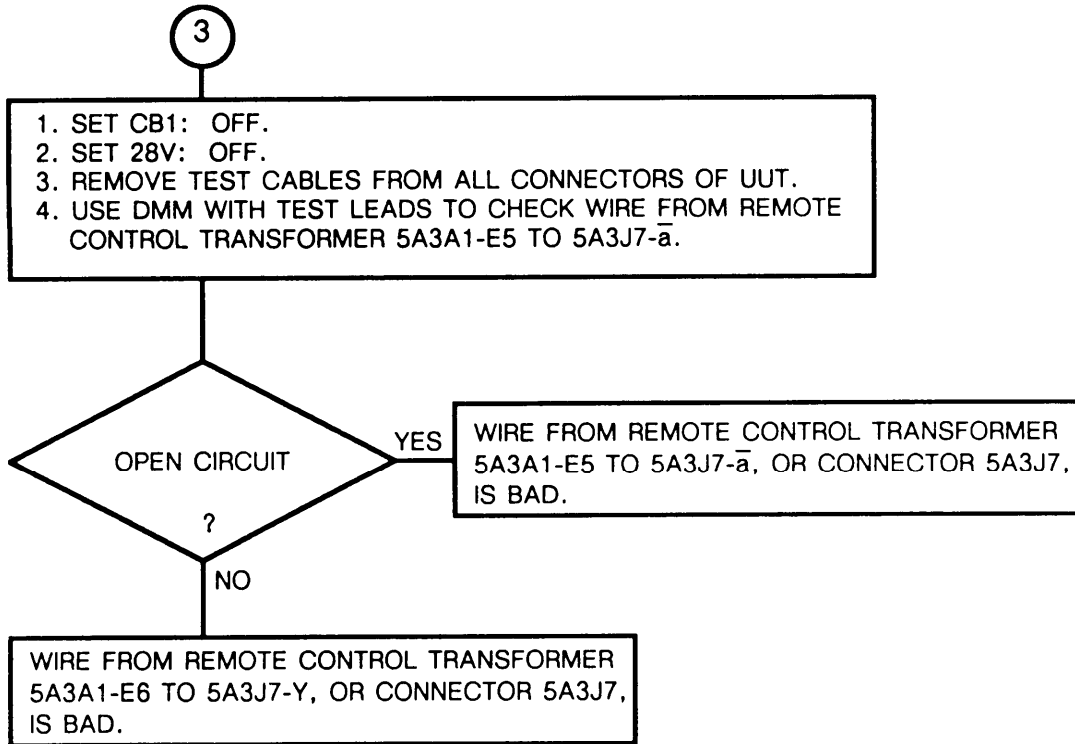 3
1. SET CB1: OFF.
2. SET 28V: OFF.
3. REMOVE TEST CABLES FROM ALL CONNECTORS OF UUT.
4. USE DMM WITH TEST LEADS TO CHECK WIRE FROM REMOTE
CONTROL TRANSFORMER 5A3A1-E5 TO 5A3J7-a̅.
OPEN CIRCUIT
?
YES
WIRE FROM REMOTE CONTROL TRANSFORMER
5A3A1-E5 TO 5A3J7-a̅, OR CONNECTOR 5A3J7,
IS BAD.
NO
WIRE FROM REMOTE CONTROL TRANSFORMER
5A3A1-E6 TO 5A3J7-Y, OR CONNECTOR 5A3J7,
IS BAD.